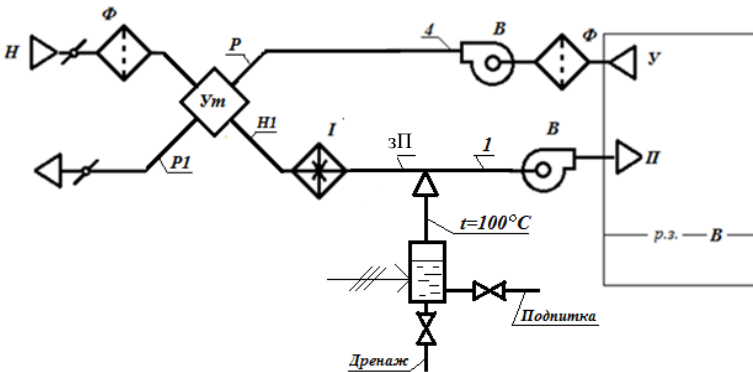 Ф
В
Ф
Н
Р
4
У
Ут
Н1
I
зП
1
В
П
Р1
t=100°С
р.з.
В
Подпитка
Дренаж